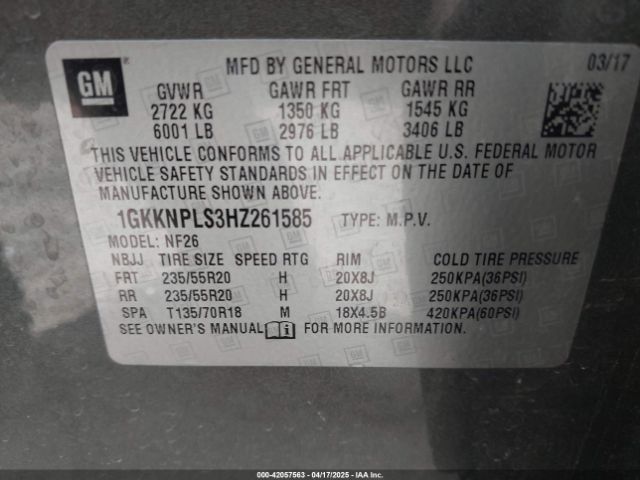 GM
MFD BY GENERAL MOTORS LLC 03/17
GVWR GAWR FRT GAWR RR
2722 KG 1350 KG 1545 KG
6001 LB 2976 LB 3406 LB
THIS VEHICLE CONFORMS TO ALL APPLICABLE U.S. FEDERAL MOTOR
VEHICLE SAFETY STANDARDS IN EFFECT ON THE DATE OF
MANUFACTURE SHOWN ABOVE.
1GKKNPLS3HZ261585 TYPE: M.P.V.
MODEL: NF26
NBJJ TIRE SIZE SPEED RTG RIM COLD TIRE PRESSURE
FRT 235/55R20 H 20X8J 250KPA(36PSI)
RR 235/55R20 H 20X8J 250KPA(36PSI)
SPA T135/70R18 M 18X4.5B 420KPA(60PSI)
SEE OWNER'S MANUAL FOR MORE INFORMATION.
000-42057563 - 04/17/2025 - IAAI.COM